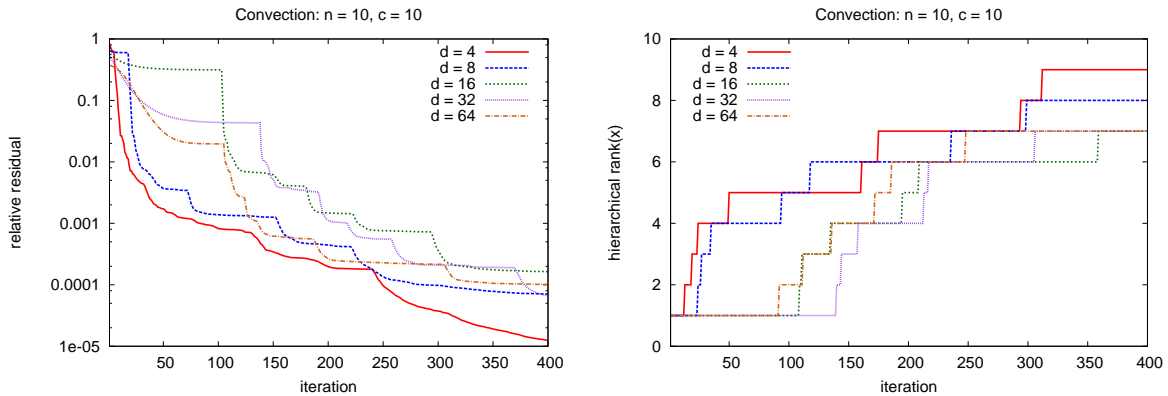 Convection: n = 10, c = 10
relative residual
1
0.1
0.01
0.001
0.0001
1e-05
50 100 150 200 250 300 350 400
iteration
d = 4
d = 8
d = 16
d = 32
d = 64
Convection: n = 10, c = 10
hierarchical rank(x)
10
8
6
4
2
0
50 100 150 200 250 300 350 400
iteration
d = 4
d = 8
d = 16
d = 32
d = 64